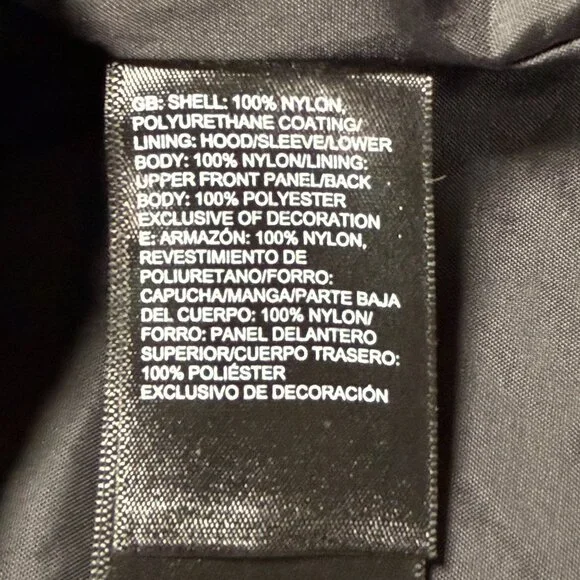 GB: SHELL: 100% NYLON,
POLYURETHANE COATING/
LINING: HOOD/SLEEVE/LOWER
BODY: 100% NYLON/LINING:
UPPER FRONT PANEL/BACK
BODY: 100% POLYESTER
EXCLUSIVE OF DECORATION
E: ARMAZÓN: 100% NYLON,
REVESTIMIENTO DE
POLIURETANO/FORRO:
CAPUCHA/MANGA/PARTE BAJA
DEL CUERPO: 100% NYLON/
FORRO: PANEL DELANTERO
SUPERIOR/CUERPO TRASERO:
100% POLIÉSTER
EXCLUSIVO DE DECORACIÓN